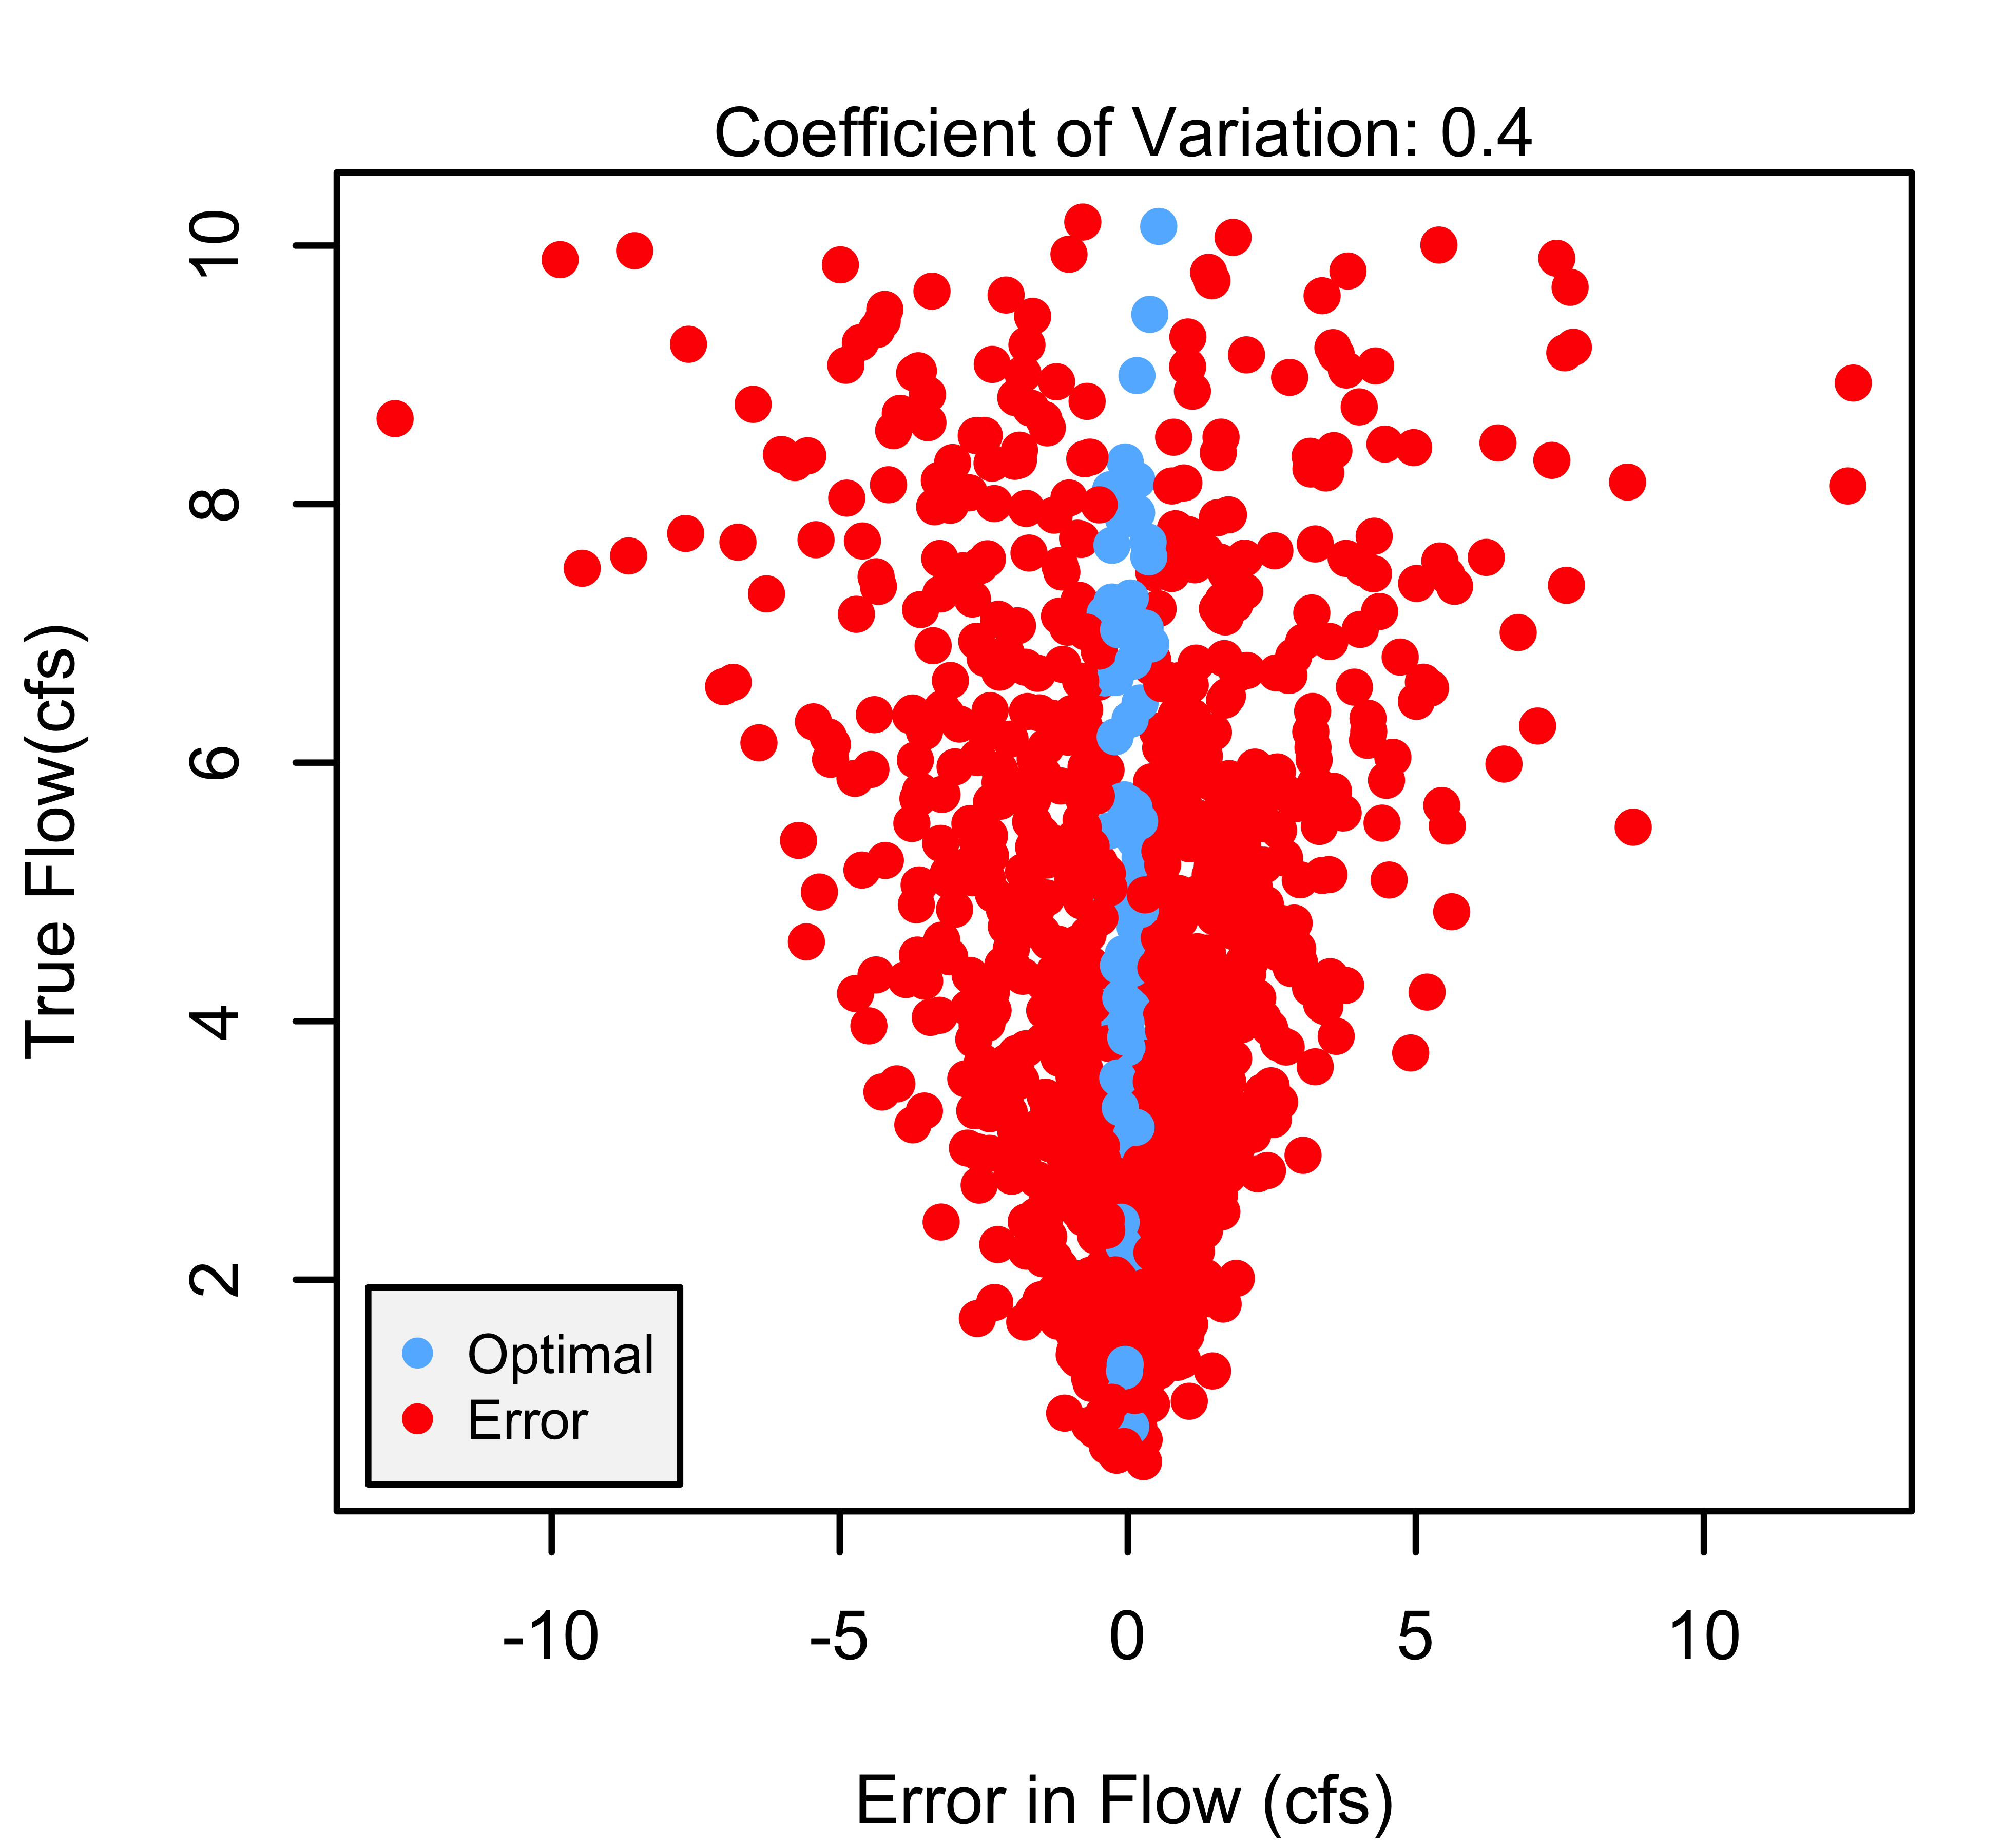 Coefficient of Variation: 0.4
True Flow(cfs)
10
8
6
4
2
Optimal
Error
-10 -5 0 5 10
Error in Flow (cfs)